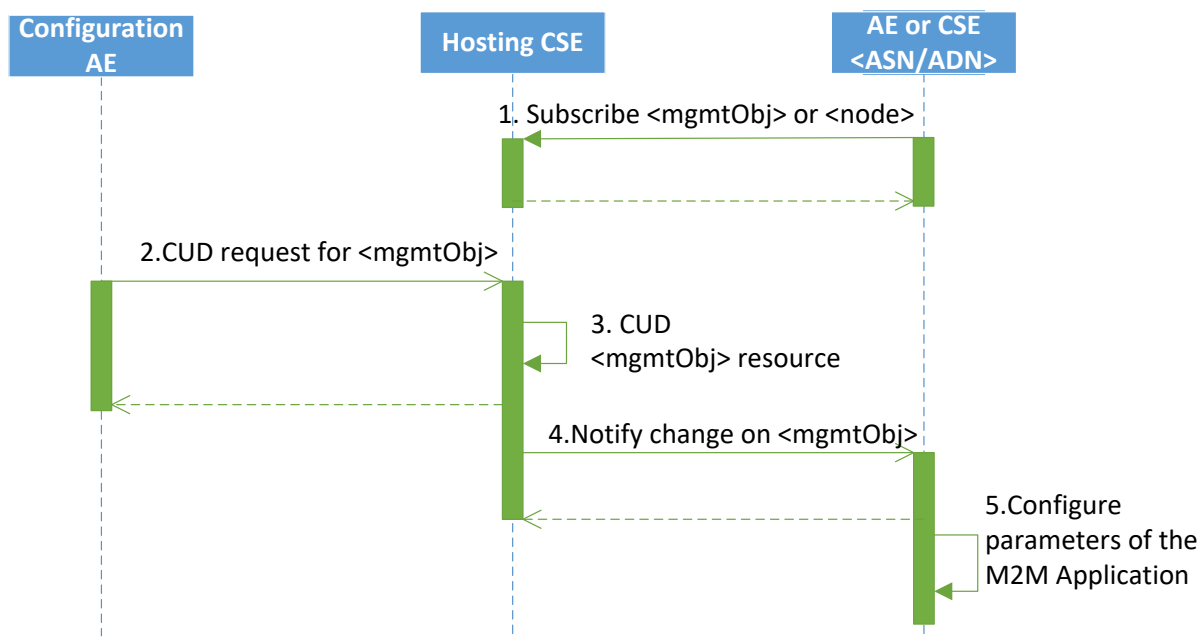 Configuration
AE
Hosting CSE
AE or CSE
<ASN/ADN>
1. Subscribe <mgmtObj> or <node>
2.CUD request for <mgmtObj>
3. CUD
<mgmtObj> resource
4.Notify change on <mgmtObj>
5.Configure
parameters of the
M2M Application